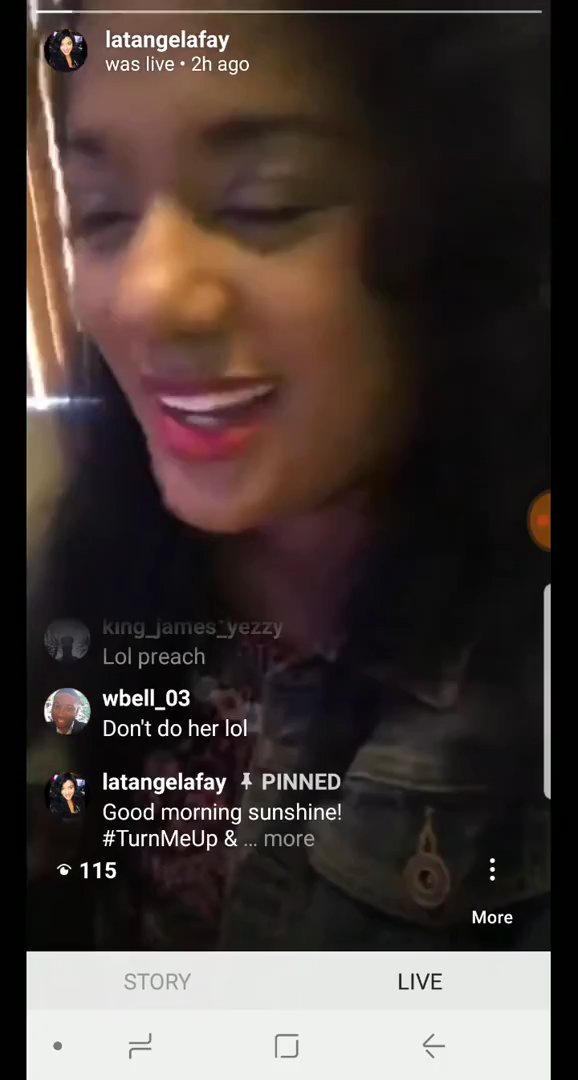 latangelafay
was live • 2h ago
king_james_yezzy
Lol preach
wbell_03
Don't do her lol
latangelafay PINNED
Good morning sunshine!
#TurnMeUp & ... more
115
More
STORY LIVE